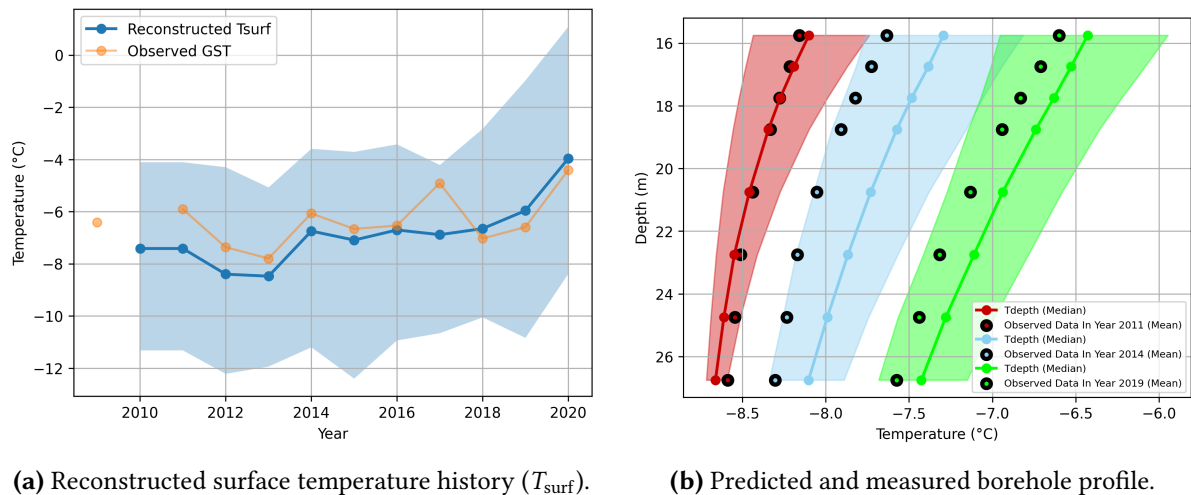 Reconstructed Tsurf
Observed GST
0
−2
−4
−6
−8
−10
−12
Temperature (°C)
2010
2012
2014
2016
2018
2020
Year
(a) Reconstructed surface temperature history (Tsurf).
16
18
20
22
24
26
Depth (m)
Tdepth (Median)
Observed Data In Year 2011 (Mean)
Tdepth (Median)
Observed Data In Year 2014 (Mean)
Tdepth (Median)
Observed Data In Year 2019 (Mean)
−8.5
−8.0
−7.5
−7.0
−6.5
−6.0
Temperature (°C)
(b) Predicted and measured borehole profile.